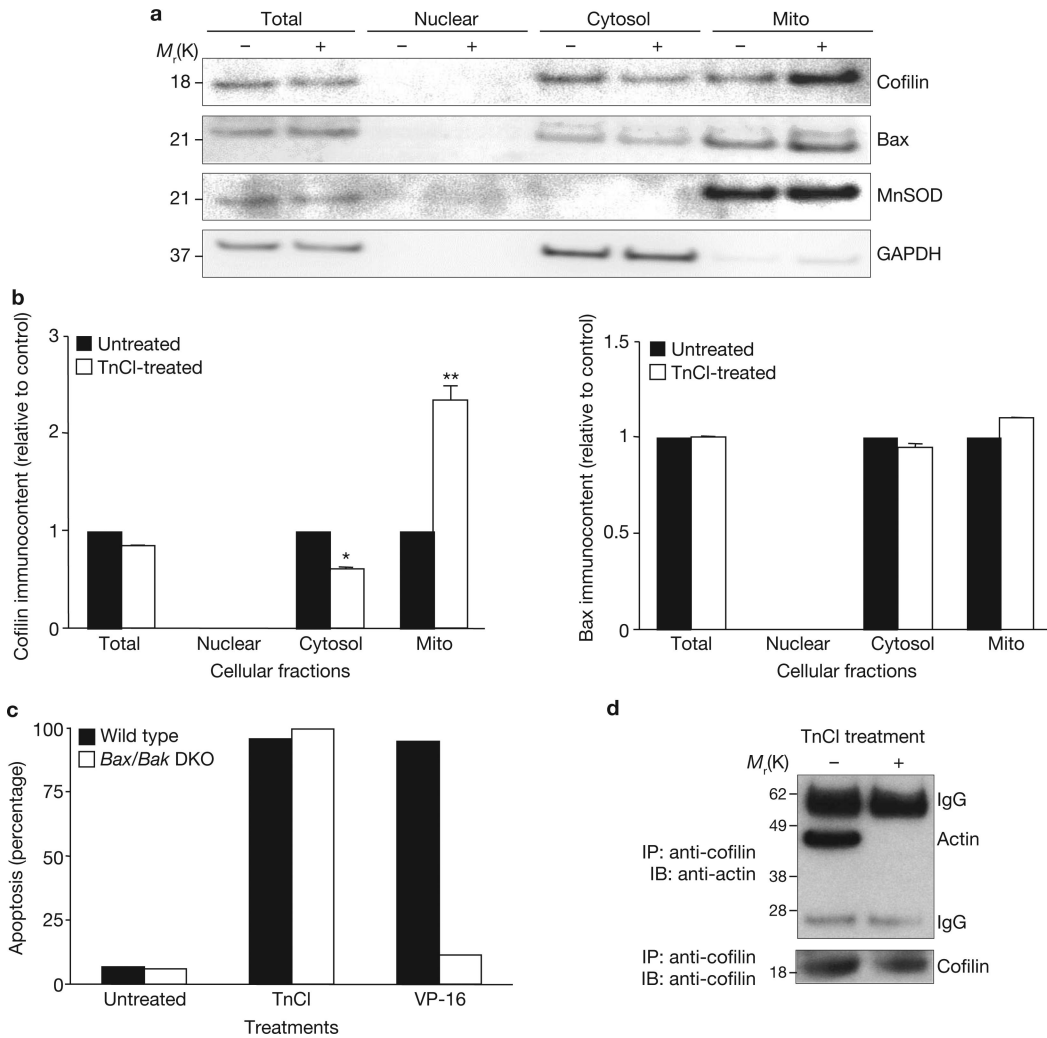 a
Total Nuclear Cytosol Mito
Mr(K) – + – + – + – +
18 Cofilin
21 Bax
21 MnSOD
37 GAPDH
b
Cofilin immunocontent (relative to control)
3
2
1
0
Untreated
TnCl-treated
**
*
Total Nuclear Cytosol Mito
Cellular fractions
Bax immunocontent (relative to control)
1.5
1
0.5
0
Untreated
TnCl-treated
Total Nuclear Cytosol Mito
Cellular fractions
c
Apoptosis (percentage)
100
75
50
25
0
Wild type
Bax/Bak DKO
Untreated TnCl VP-16
Treatments
d
TnCl treatment
Mr(K) – +
62 IgG
49
Actin
IP: anti-cofilin
IB: anti-actin
38
28
IgG
IP: anti-cofilin
IB: anti-cofilin
18 Cofilin